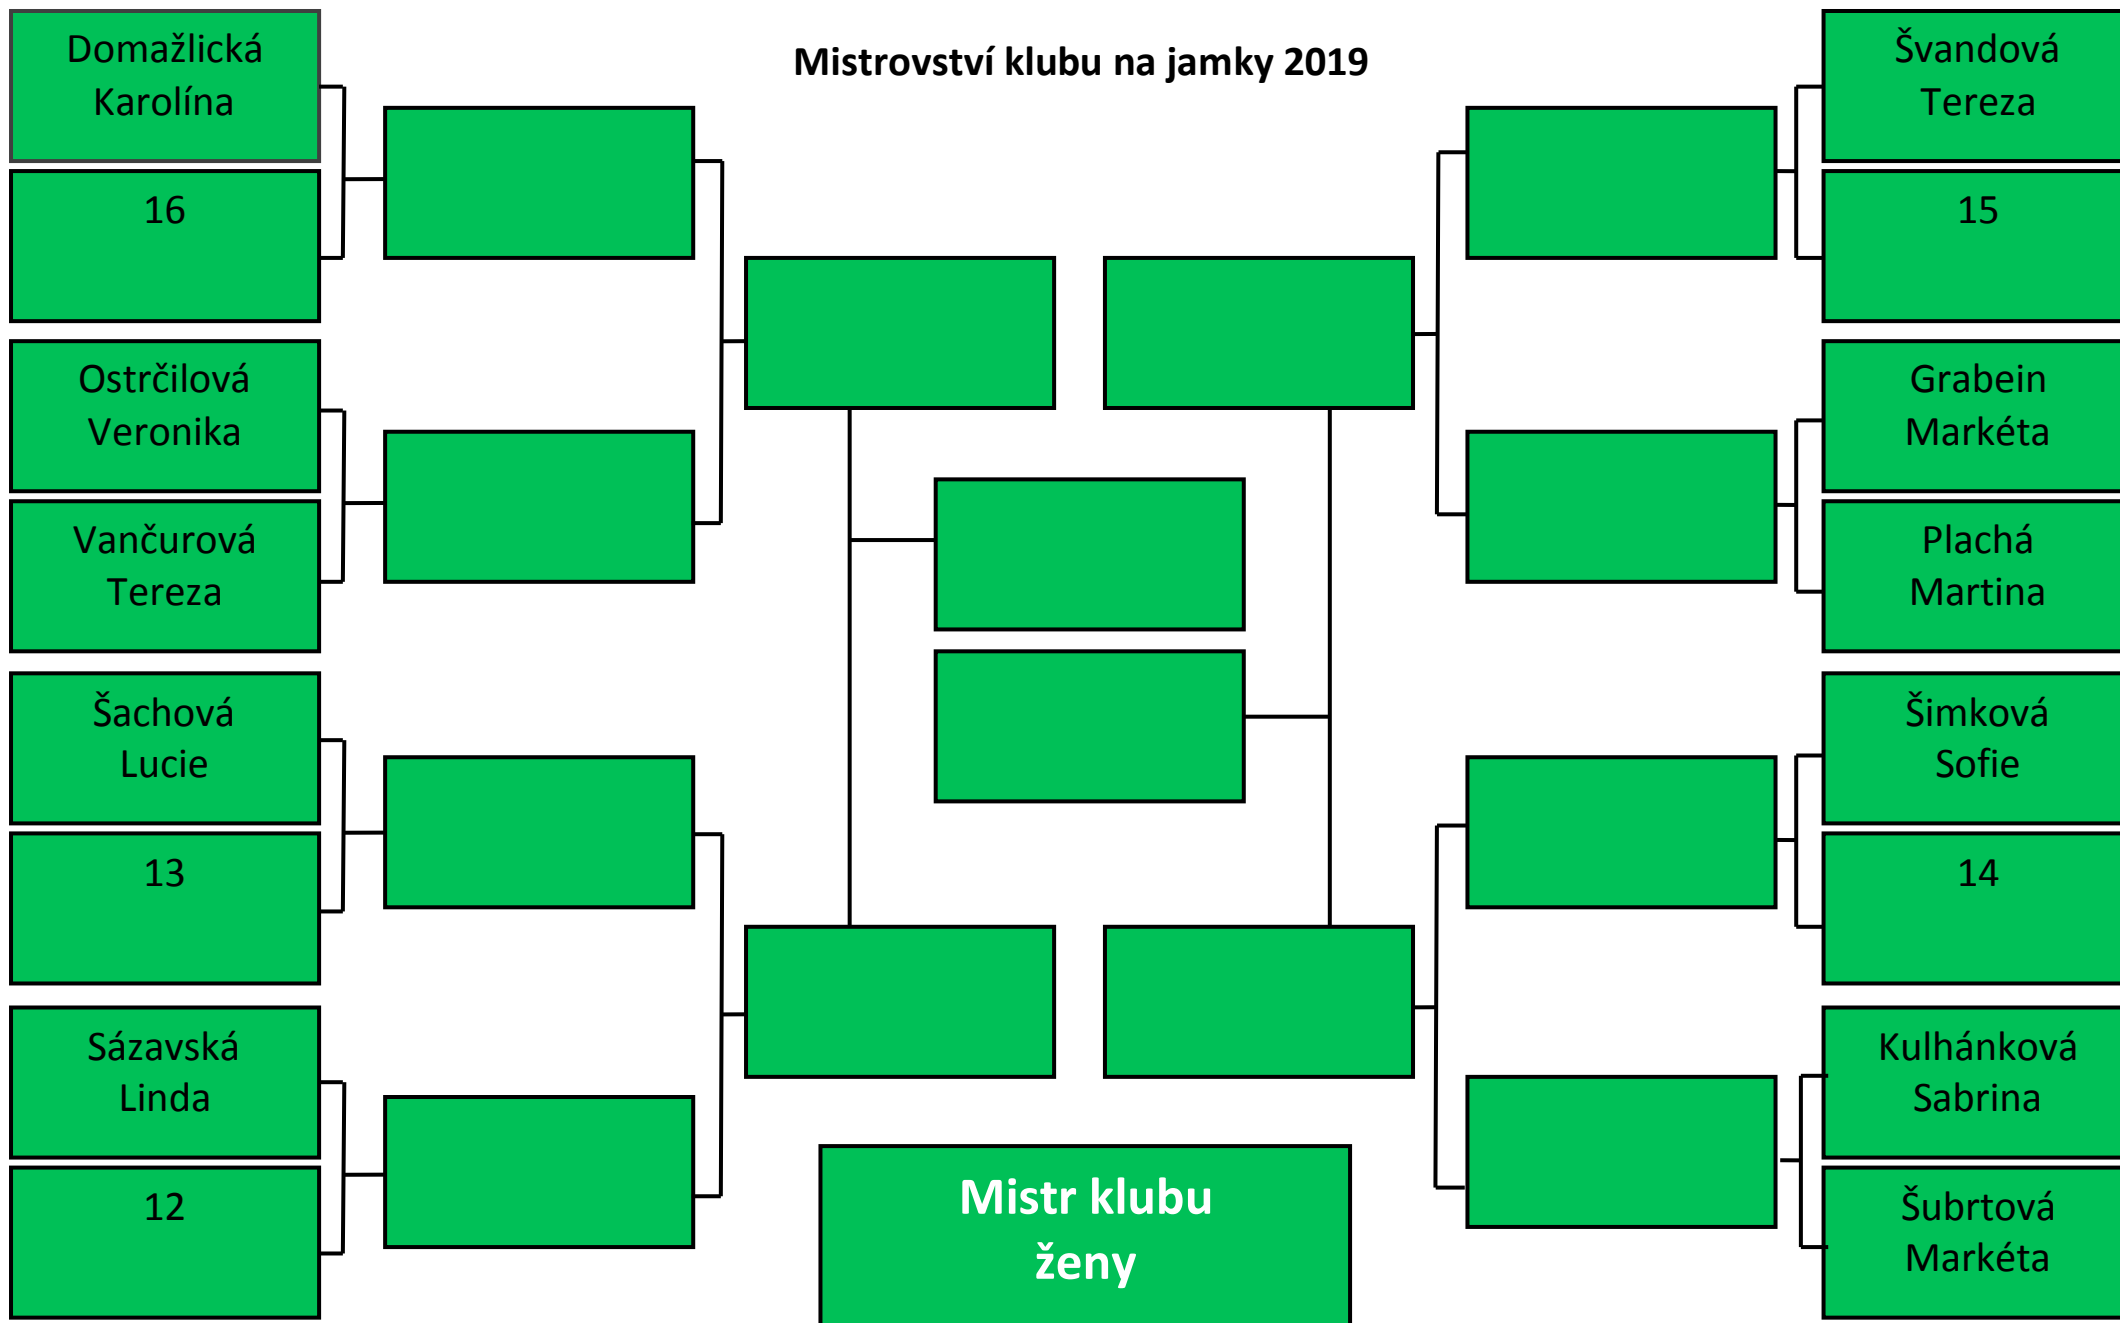 Mistrovství klubu na jamky 2019
Domažlická
Karolína
16
Ostrčilová
Veronika
Vančurová
Tereza
Šachová
Lucie
13
Sázavská
Linda
12
Švandová
Tereza
15
Grabein
Markéta
Plachá
Martina
Šimková
Sofie
14
Kulhánková
Sabrina
Šubrtová
Markéta
Mistr klubu
ženy